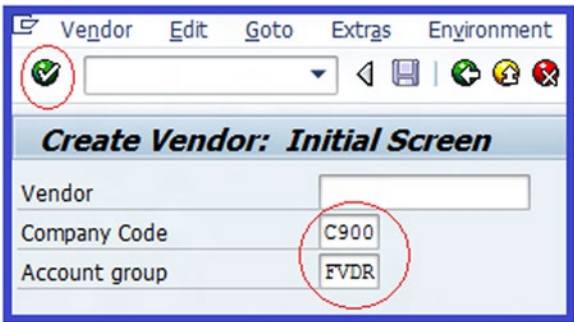 Vendor Edit Goto Extras Environment
Create Vendor: Initial Screen
Vendor
Company Code C900
Account group FVDR